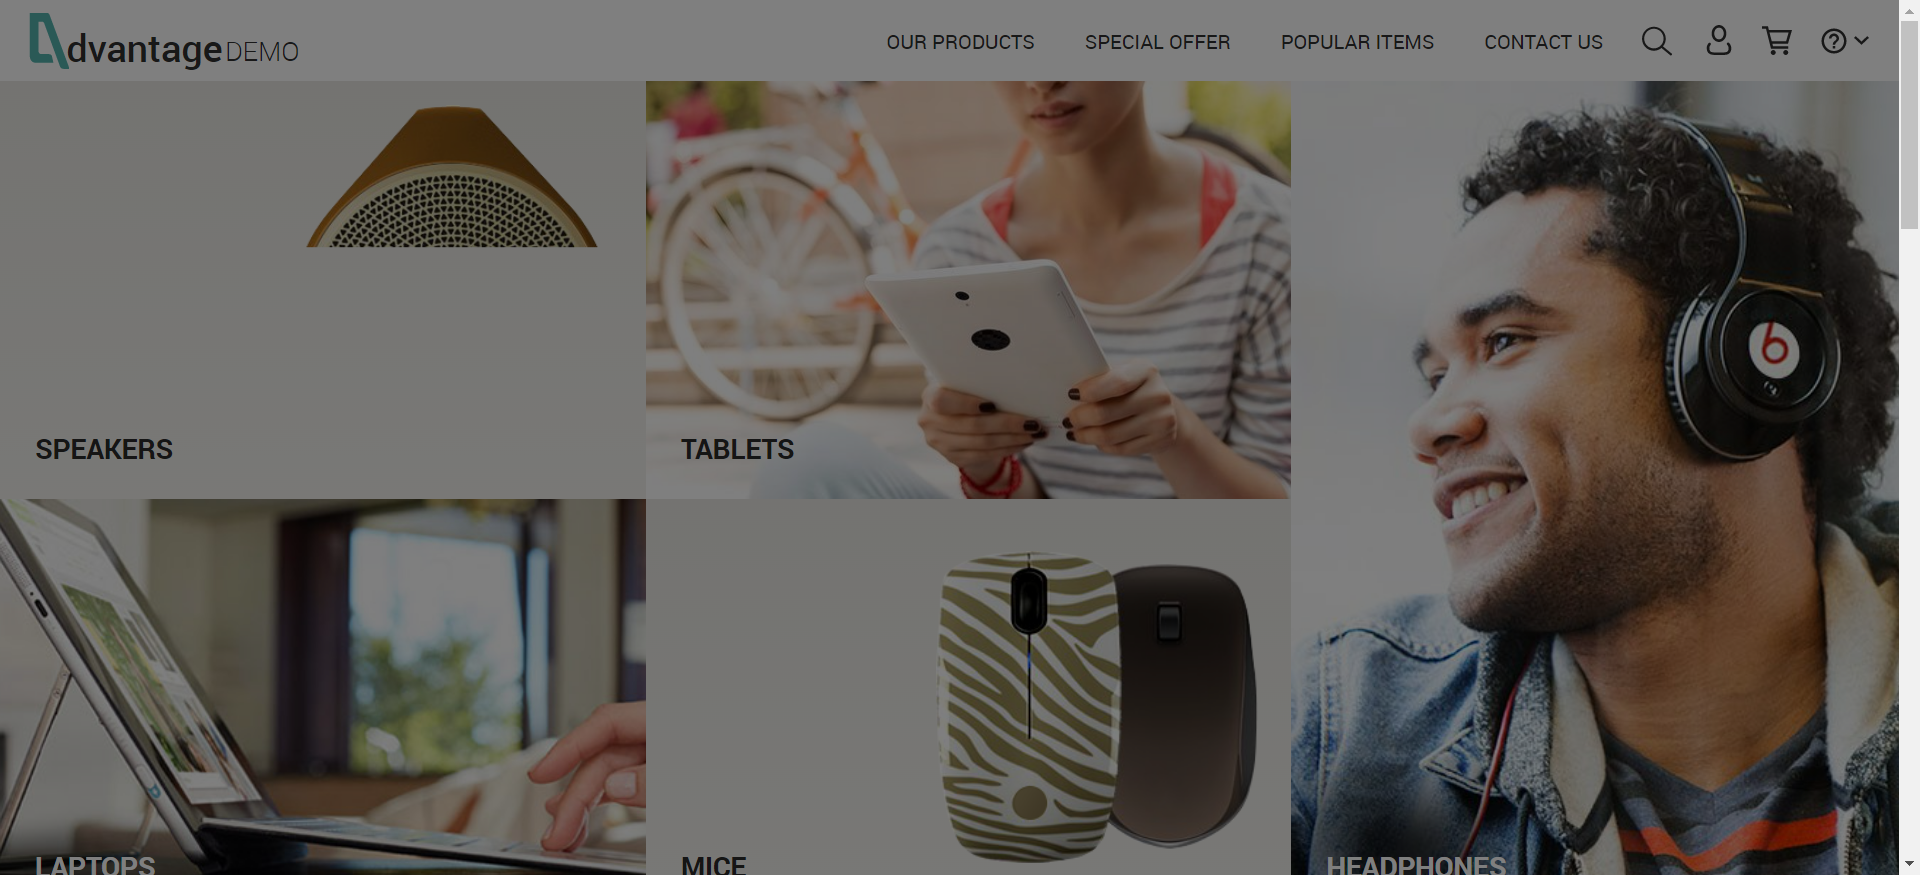 dvantage DEMO
OUR PRODUCTS
SPECIAL OFFER
POPULAR ITEMS
CONTACT US
SPEAKERS
TABLETS
LAPTOPS
MICE
HEADPHONES